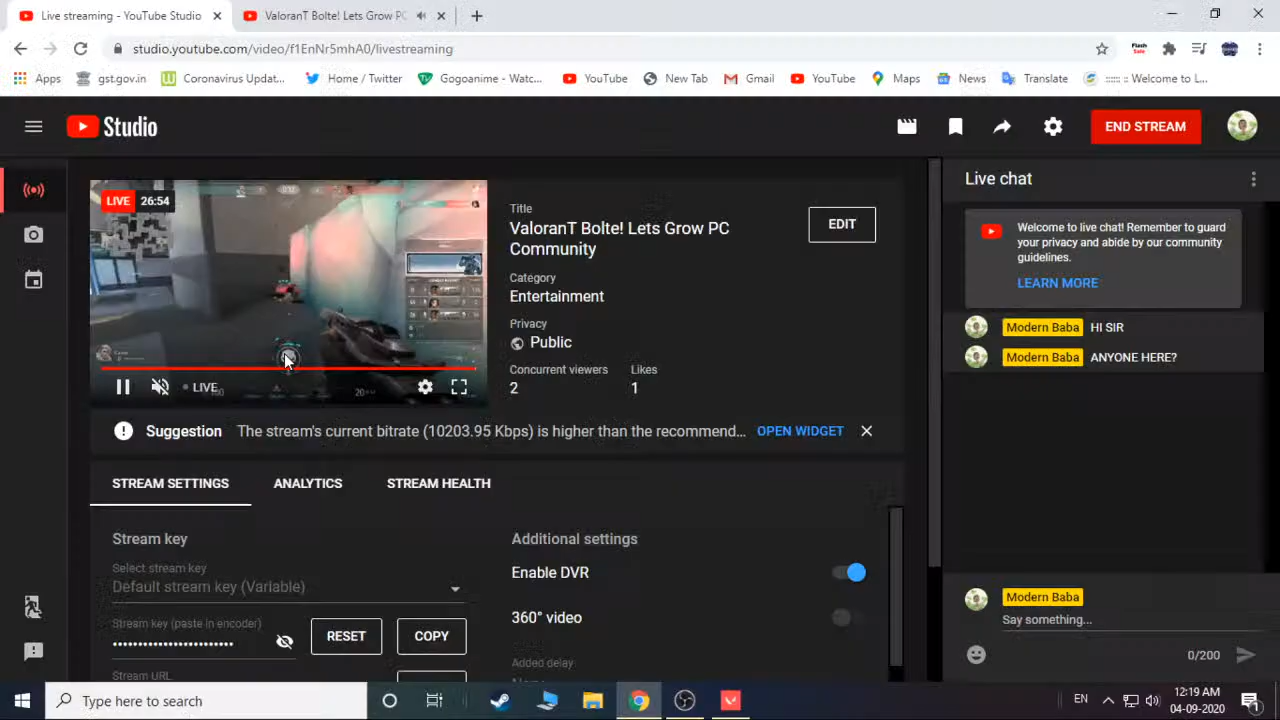 Live streaming - YouTube Studio
ValoranT Bolte! Lets Grow PC
studio.youtube.com/video/f1EnNr5mhA0/livestreaming
Flash
Apps
gst.gov.in
Coronavirus Updat...
Home / Twitter
Gogoanime - Watc...
YouTube
New Tab
Gmail
YouTube
Maps
News
Translate
Welcome to L...
Studio
END STREAM
LIVE 26:54
LIVE
Title
ValoranT Bolte! Lets Grow PC
Community
EDIT
Category
Entertainment
Privacy
Public
Concurrent viewers
2
Likes
1
Suggestion The stream's current bitrate (10203.95 Kbps) is higher than the recommend... OPEN WIDGET
STREAM SETTINGS
ANALYTICS
STREAM HEALTH
Stream key
Select stream key
Default stream key (Variable)
Stream key (paste in encoder)
RESET
COPY
Stream URL
Additional settings
Enable DVR
360° video
Added delay
Live chat
Welcome to live chat! Remember to guard
your privacy and abide by our community
guidelines.
LEARN MORE
Modern Baba HI SIR
Modern Baba ANYONE HERE?
Modern Baba
Say something...
0/200
Type here to search
EN
12:19 AM
04-09-2020
1